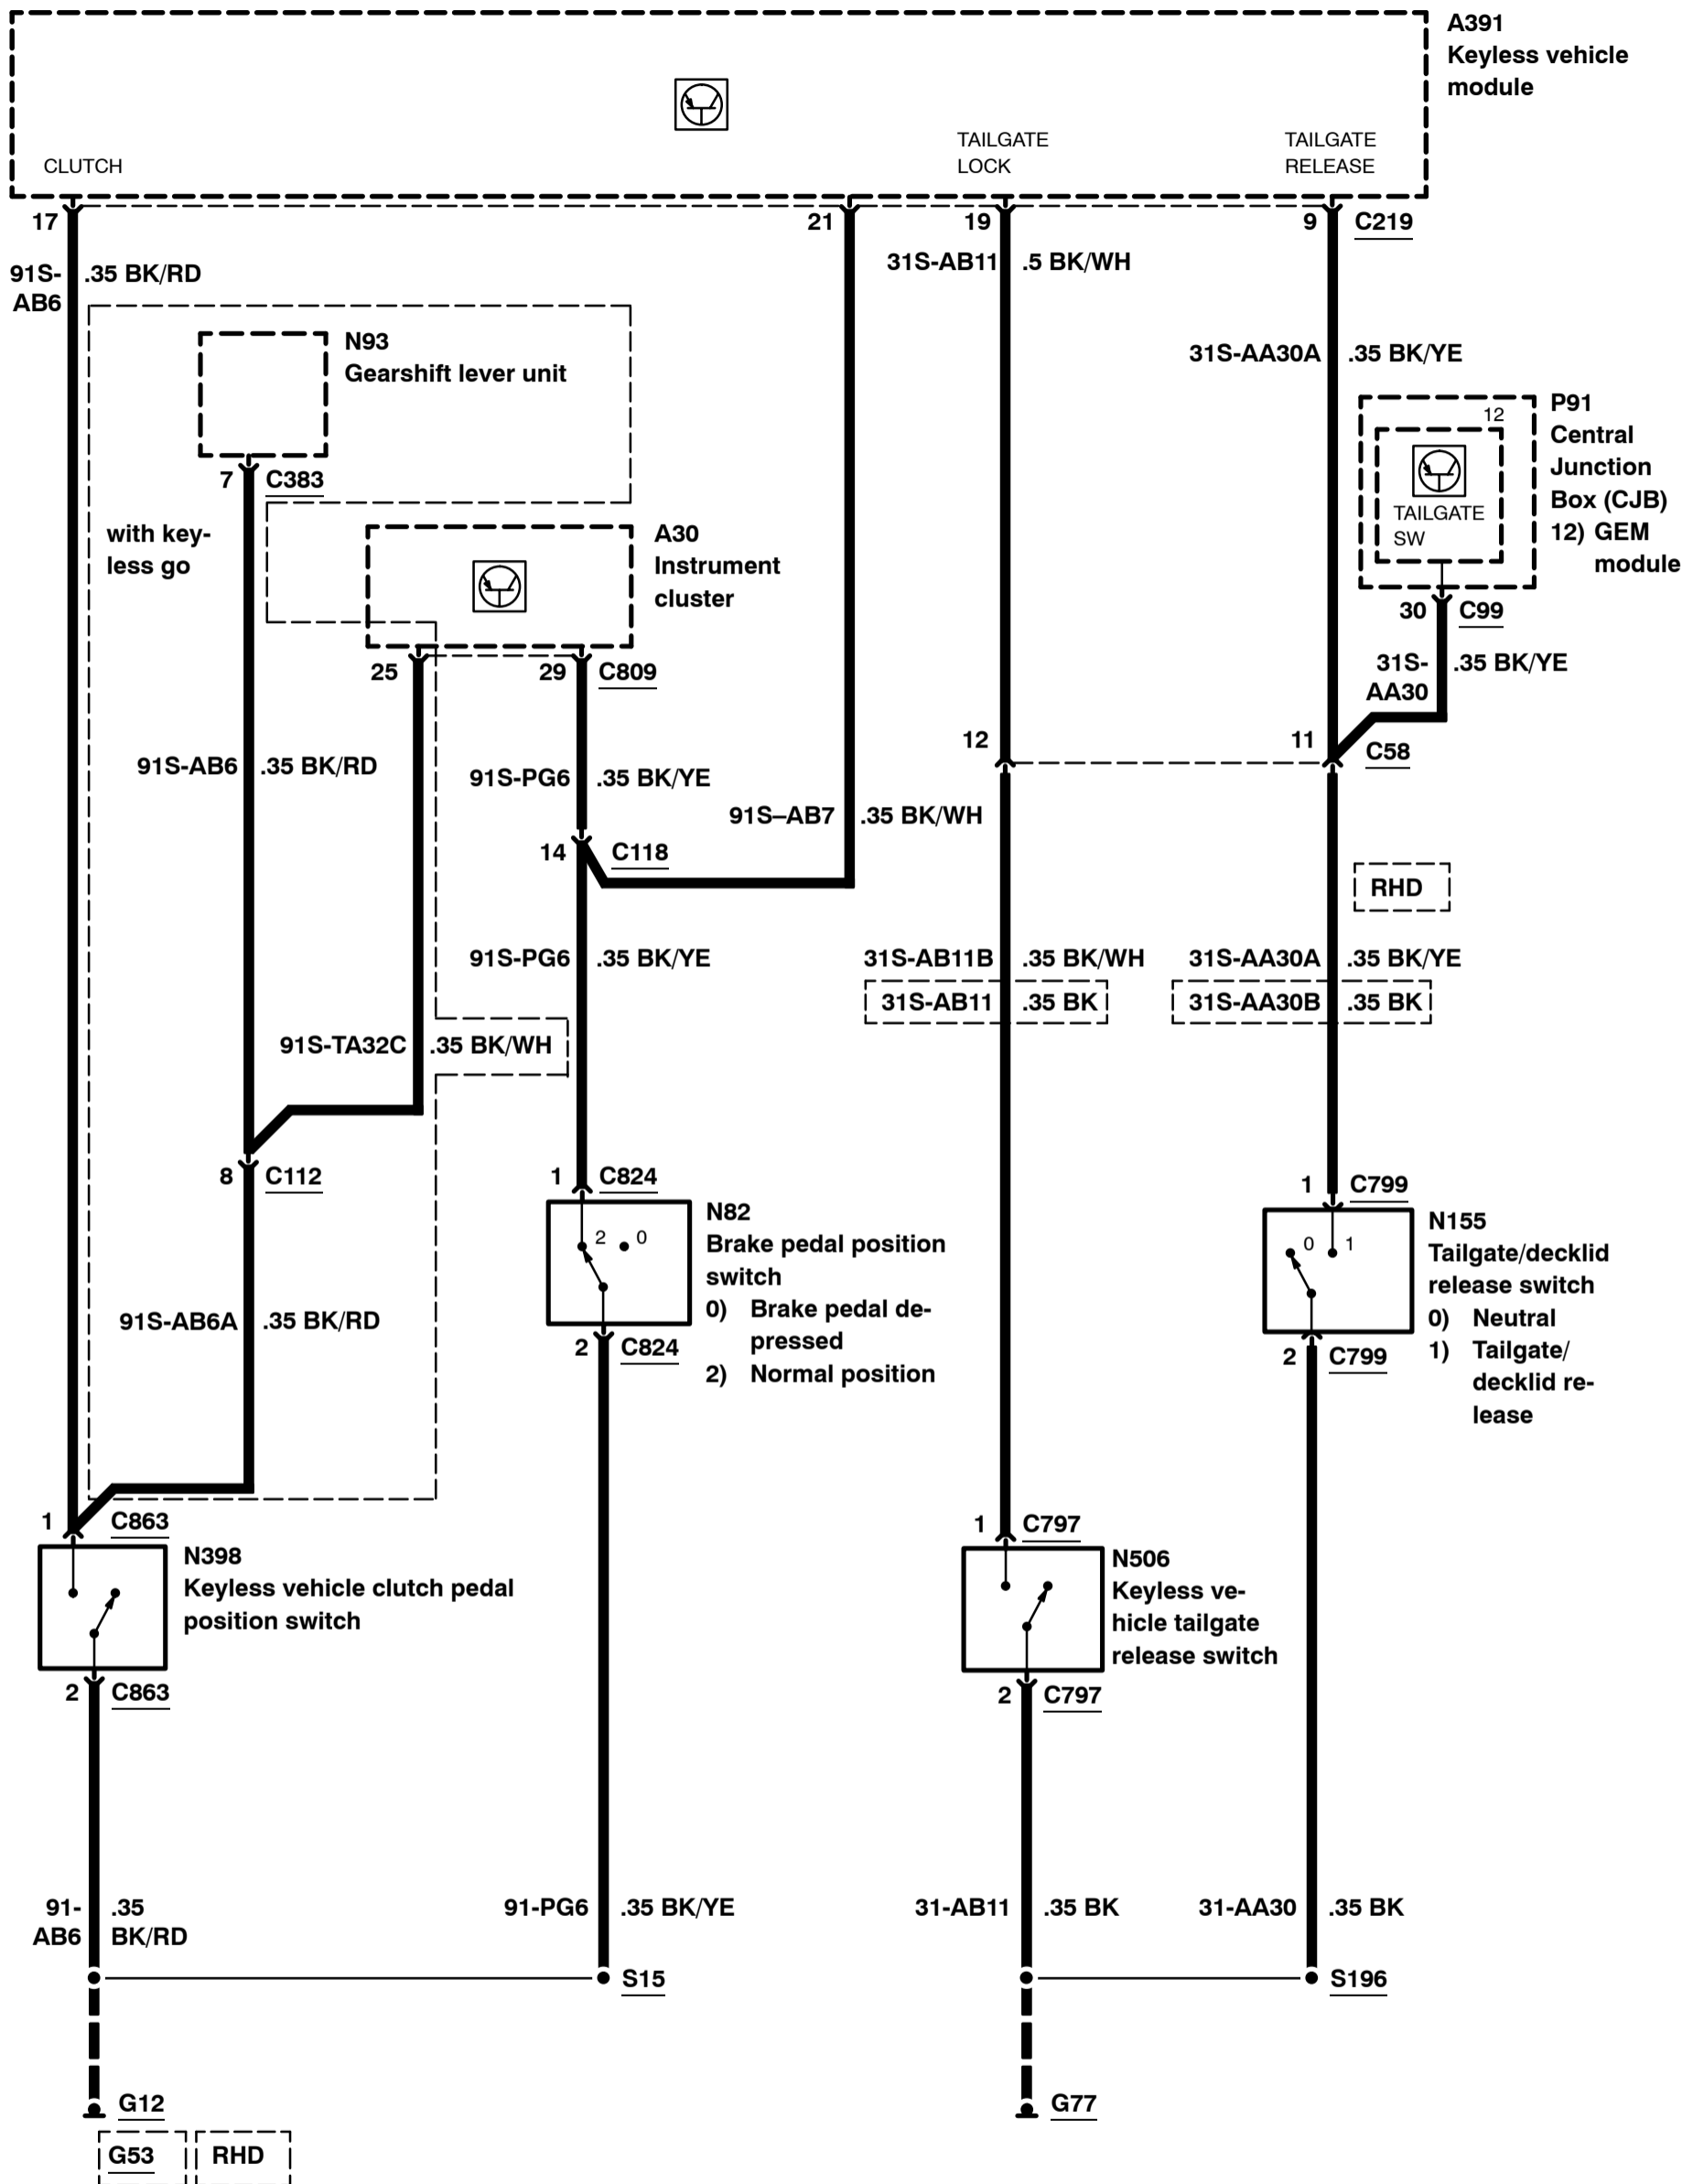 A391
Keyless vehicle
module
CLUTCH
TAILGATE
LOCK
TAILGATE
RELEASE
17
21
19
9
C219
91S-
AB6
.35 BK/RD
31S-AB11
.5 BK/WH
31S-AA30A
.35 BK/YE
N93
Gearshift lever unit
7
C383
with key-
less go
A30
Instrument
cluster
25
29
C809
P91
Central
Junction
Box (CJB)
12) GEM
module
12
TAILGATE
SW
30
C99
31S-
AA30
.35 BK/YE
12
11
C58
91S-AB6
.35 BK/RD
91S-PG6
.35 BK/YE
91S–AB7
.35 BK/WH
14
C118
RHD
91S-PG6
.35 BK/YE
31S-AB11B
.35 BK/WH
31S-AA30A
.35 BK/YE
31S-AB11
.35 BK
31S-AA30B
.35 BK
91S-TA32C
.35 BK/WH
8
C112
1
C824
2
0
N82
Brake pedal position
switch
0) Brake pedal de-
pressed
2) Normal position
2
C824
1
C799
0
1
N155
Tailgate/decklid
release switch
0) Neutral
1) Tailgate/
decklid re-
lease
2
C799
91S-AB6A
.35 BK/RD
1
C863
N398
Keyless vehicle clutch pedal
position switch
2
C863
1
C797
N506
Keyless ve-
hicle tailgate
release switch
2
C797
91-
AB6
.35
BK/RD
91-PG6
.35 BK/YE
31-AB11
.35 BK
31-AA30
.35 BK
S15
S196
G12
G77
G53
RHD